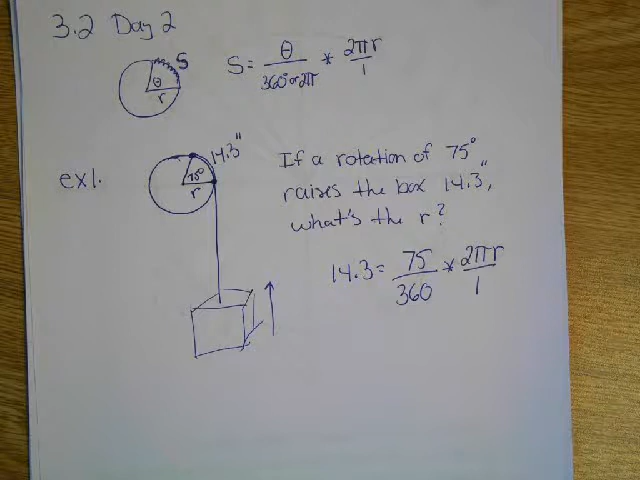 3.2 Day 2
S
θ
r
S = θ / 360° or 2π * 2πr / 1
ex1.
14.3"
75°
r
If a rotation of 75°
raises the box 14.3",
what's the r?
14.3 = 75 / 360 * 2πr / 1